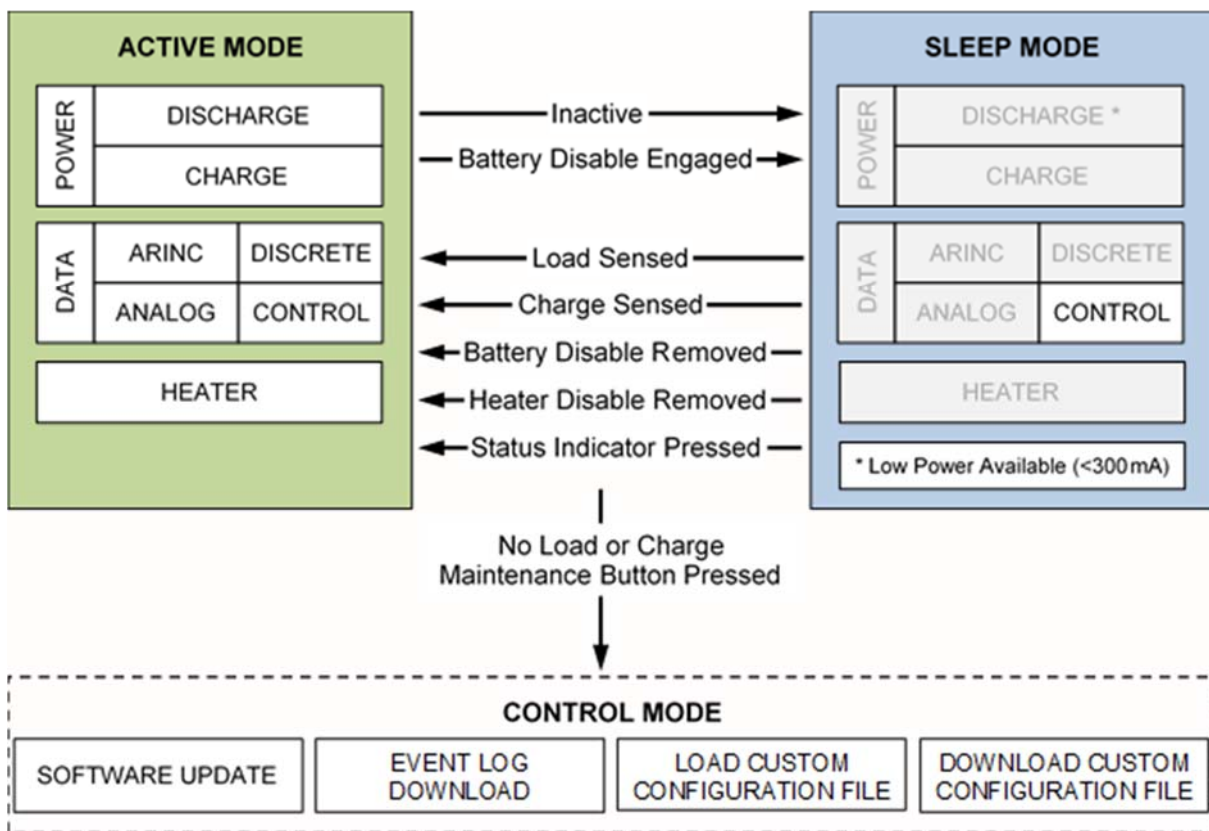 ACTIVE MODE
POWER
DISCHARGE
CHARGE
DATA
ARINC
DISCRETE
ANALOG
CONTROL
HEATER
Inactive
Battery Disable Engaged
Load Sensed
Charge Sensed
Battery Disable Removed
Heater Disable Removed
Status Indicator Pressed
SLEEP MODE
POWER
DISCHARGE *
CHARGE
DATA
ARINC
DISCRETE
ANALOG
CONTROL
HEATER
* Low Power Available (<300mA)
No Load or Charge
Maintenance Button Pressed
CONTROL MODE
SOFTWARE UPDATE
EVENT LOG
DOWNLOAD
LOAD CUSTOM
CONFIGURATION FILE
DOWNLOAD CUSTOM
CONFIGURATION FILE